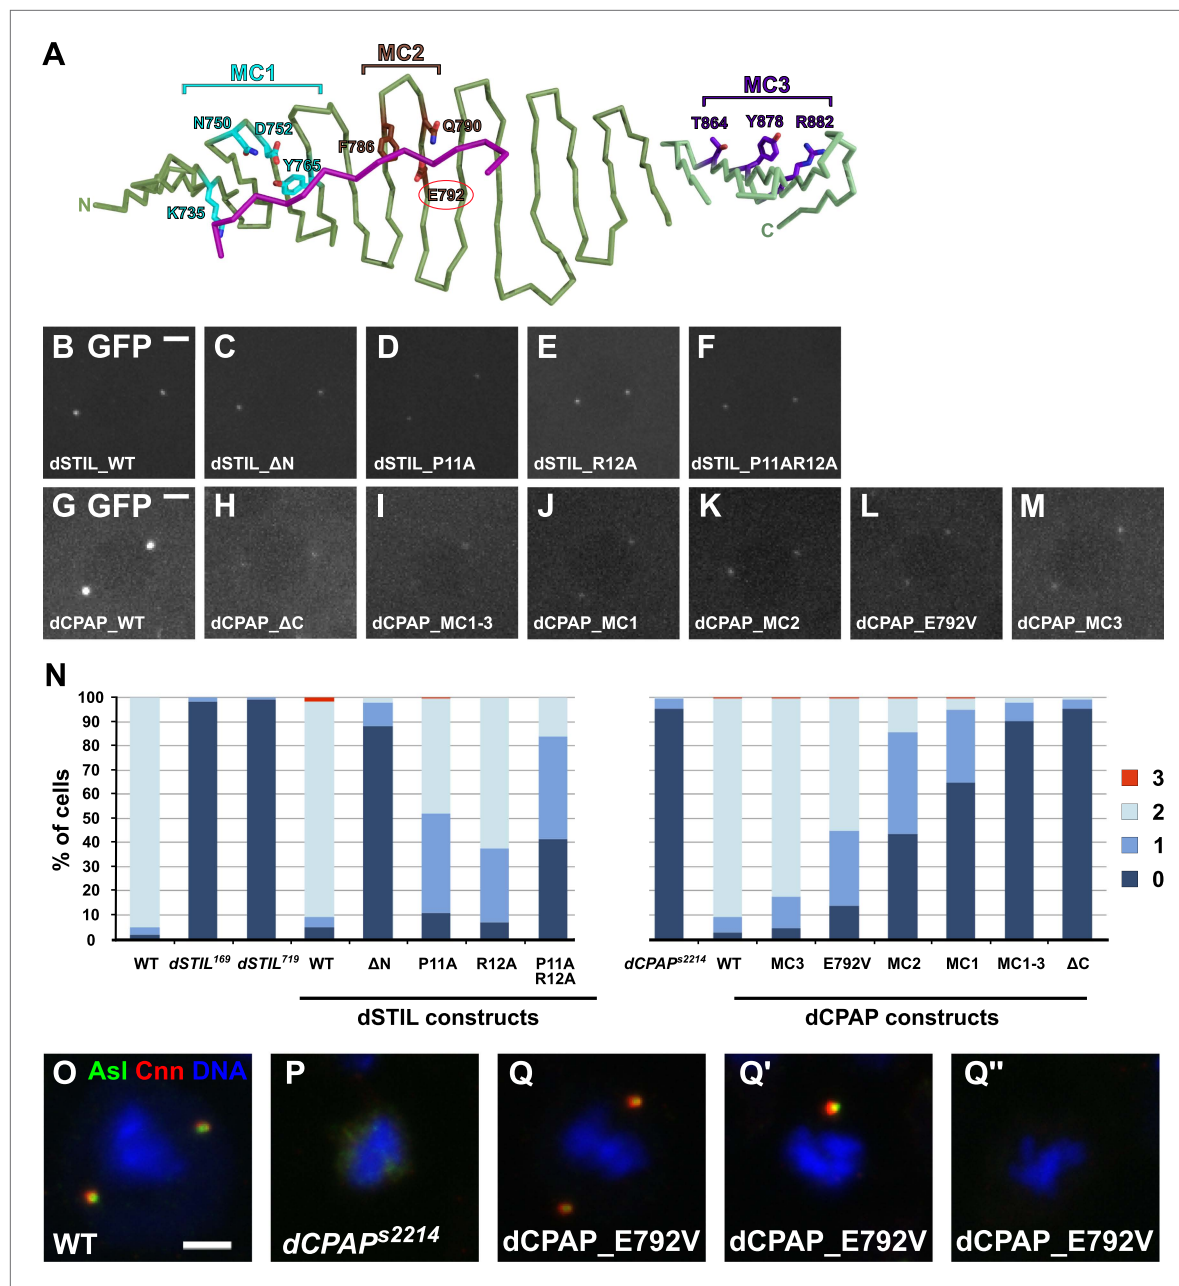 A
MC1
MC2
MC3
N750
D752
Y765
K735
F786
Q790
E792
T864
Y878
R882
N
C
B GFP
dSTIL_WT
C
dSTIL_ΔN
D
dSTIL_P11A
E
dSTIL_R12A
F
dSTIL_P11AR12A
G GFP
dCPAP_WT
H
dCPAP_ΔC
I
dCPAP_MC1-3
J
dCPAP_MC1
K
dCPAP_MC2
L
dCPAP_E792V
M
dCPAP_MC3
N
% of cells
100
90
80
70
60
50
40
30
20
10
0
WT
dSTIL¹⁶⁹
dSTIL⁷¹⁹
WT
ΔN
P11A
R12A
P11A
R12A
dSTIL constructs
dCPAPˢ²²¹⁴
WT
MC3
E792V
MC2
MC1
MC1-3
ΔC
dCPAP constructs
3
2
1
0
O Asl Cnn DNA
WT
P
dCPAPˢ²²¹⁴
Q
dCPAP_E792V
Q'
dCPAP_E792V
Q''
dCPAP_E792V